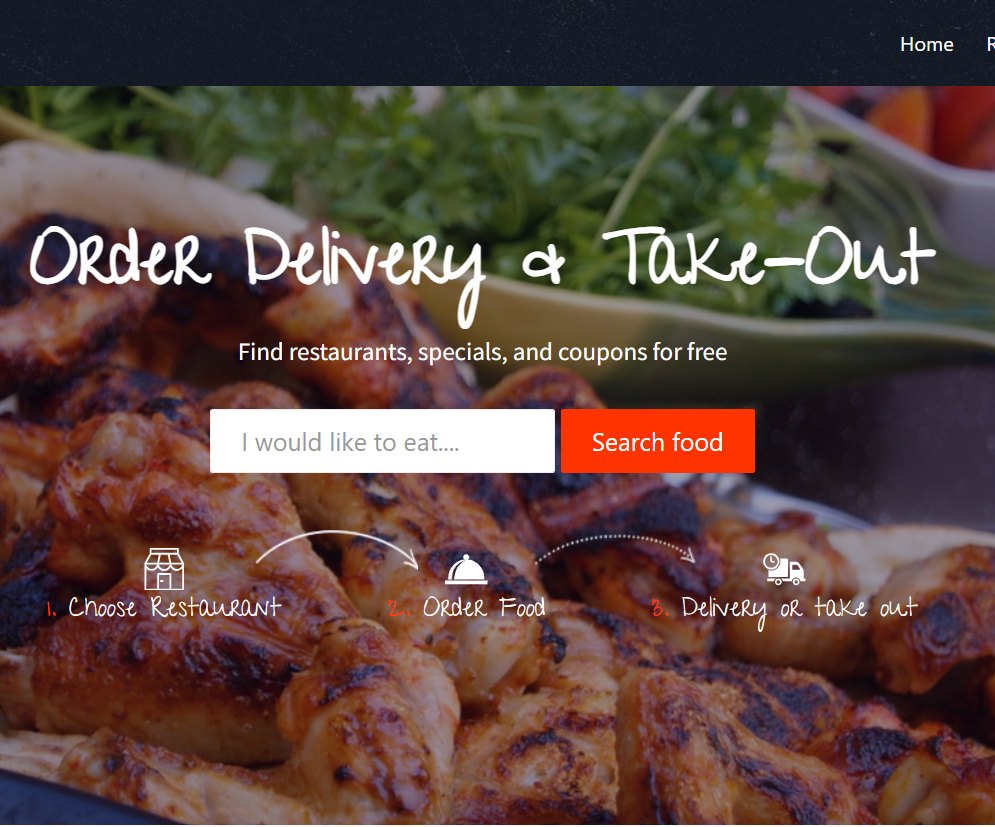 Home
Order Delivery & Take-Out
Find restaurants, specials, and coupons for free
I would like to eat....
Search food
1. Choose Restaurant
2. Order Food
3. Delivery or take out